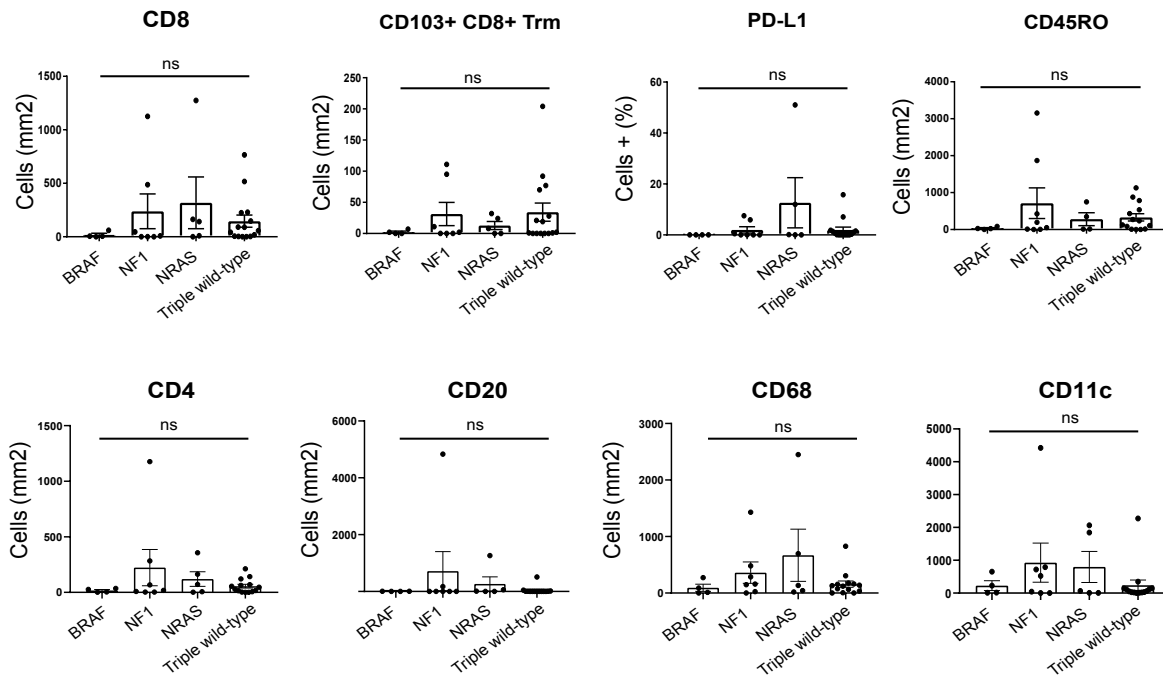 CD8
ns
Cells (mm2)
1500
1000
500
0
BRAF
NF1
NRAS
Triple wild-type
CD103+ CD8+ Trm
ns
Cells (mm2)
250
200
150
100
50
0
BRAF
NF1
NRAS
Triple wild-type
PD-L1
ns
Cells + (%)
60
40
20
0
BRAF
NF1
NRAS
Triple wild-type
CD45RO
ns
Cells (mm2)
4000
3000
2000
1000
0
BRAF
NF1
NRAS
Triple wild-type
CD4
ns
Cells (mm2)
1500
1000
500
0
BRAF
NF1
NRAS
Triple wild-type
CD20
ns
Cells (mm2)
6000
4000
2000
0
BRAF
NF1
NRAS
Triple wild-type
CD68
ns
Cells (mm2)
3000
2000
1000
0
BRAF
NF1
NRAS
Triple wild-type
CD11c
ns
Cells (mm2)
5000
4000
3000
2000
1000
0
BRAF
NF1
NRAS
Triple wild-type